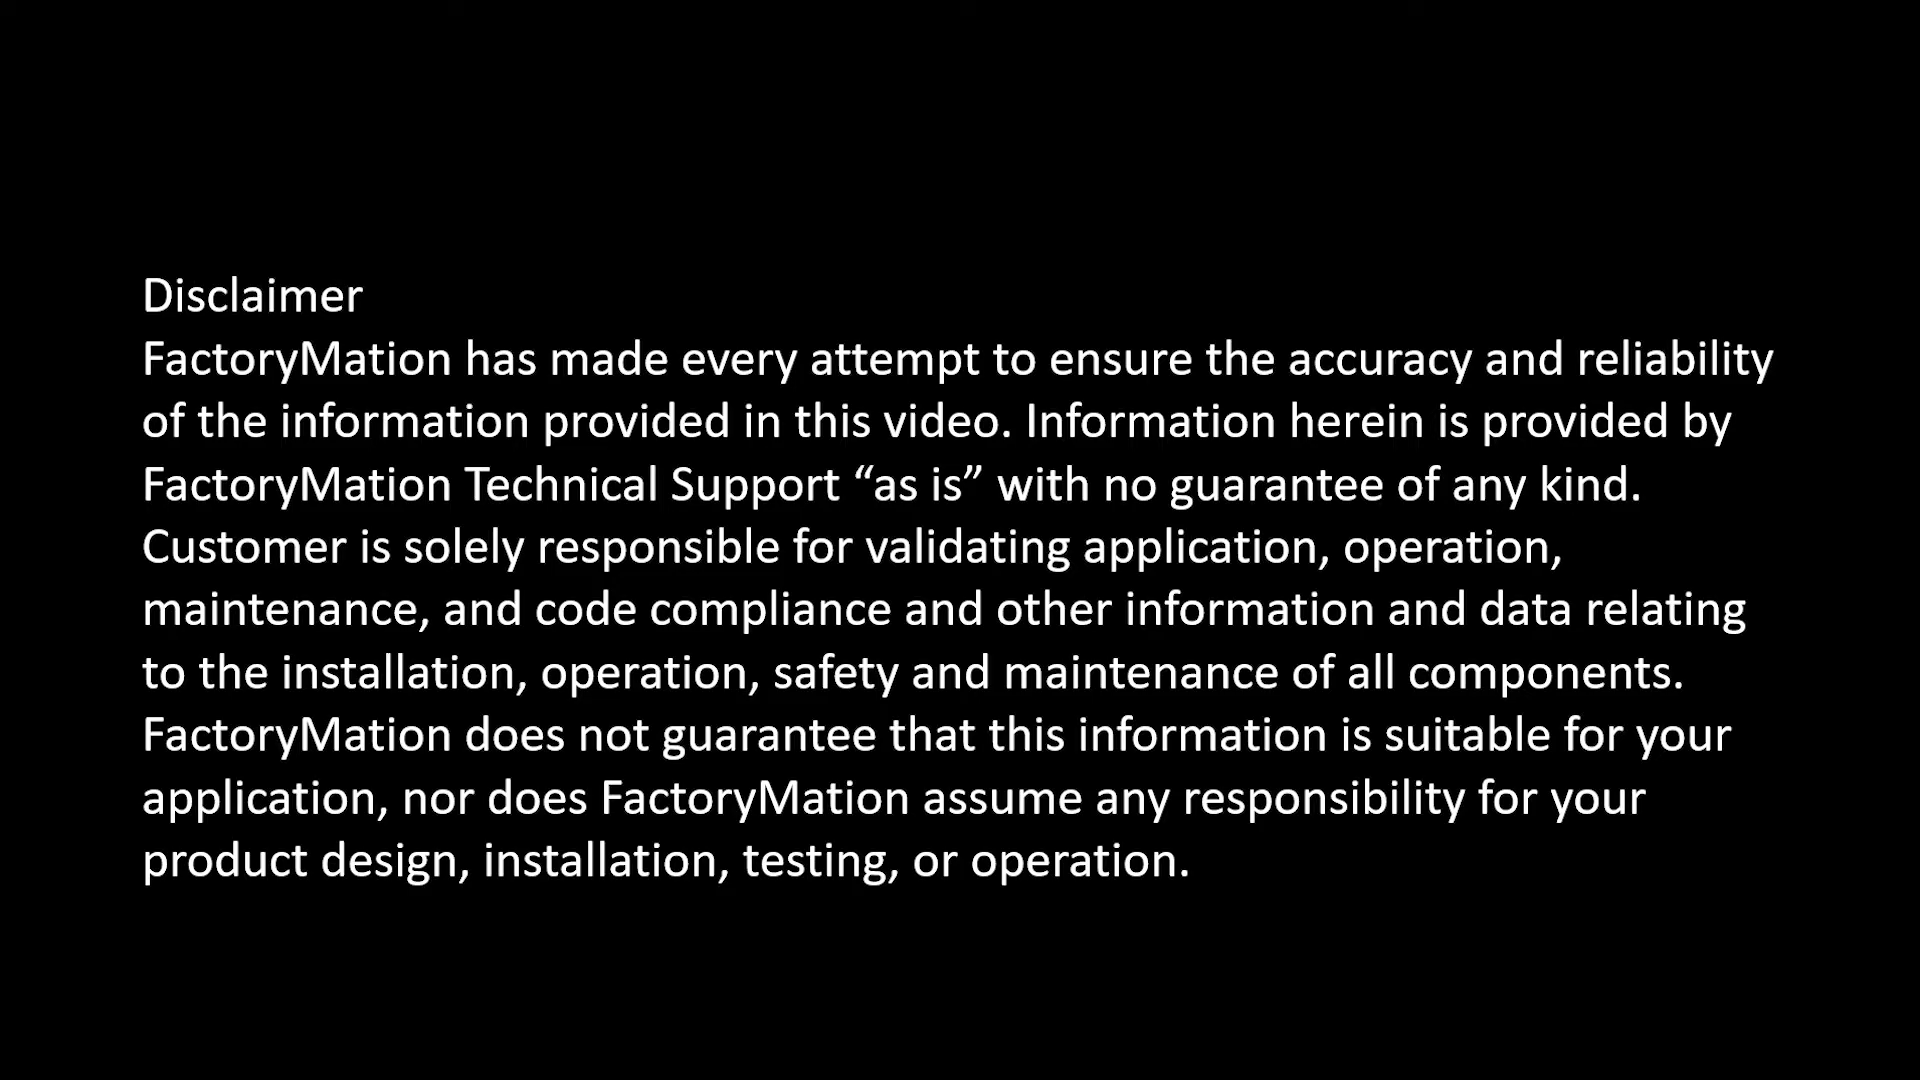 Disclaimer
FactoryMation has made every attempt to ensure the accuracy and reliability
of the information provided in this video. Information herein is provided by
FactoryMation Technical Support “as is” with no guarantee of any kind.
Customer is solely responsible for validating application, operation,
maintenance, and code compliance and other information and data relating
to the installation, operation, safety and maintenance of all components.
FactoryMation does not guarantee that this information is suitable for your
application, nor does FactoryMation assume any responsibility for your
product design, installation, testing, or operation.